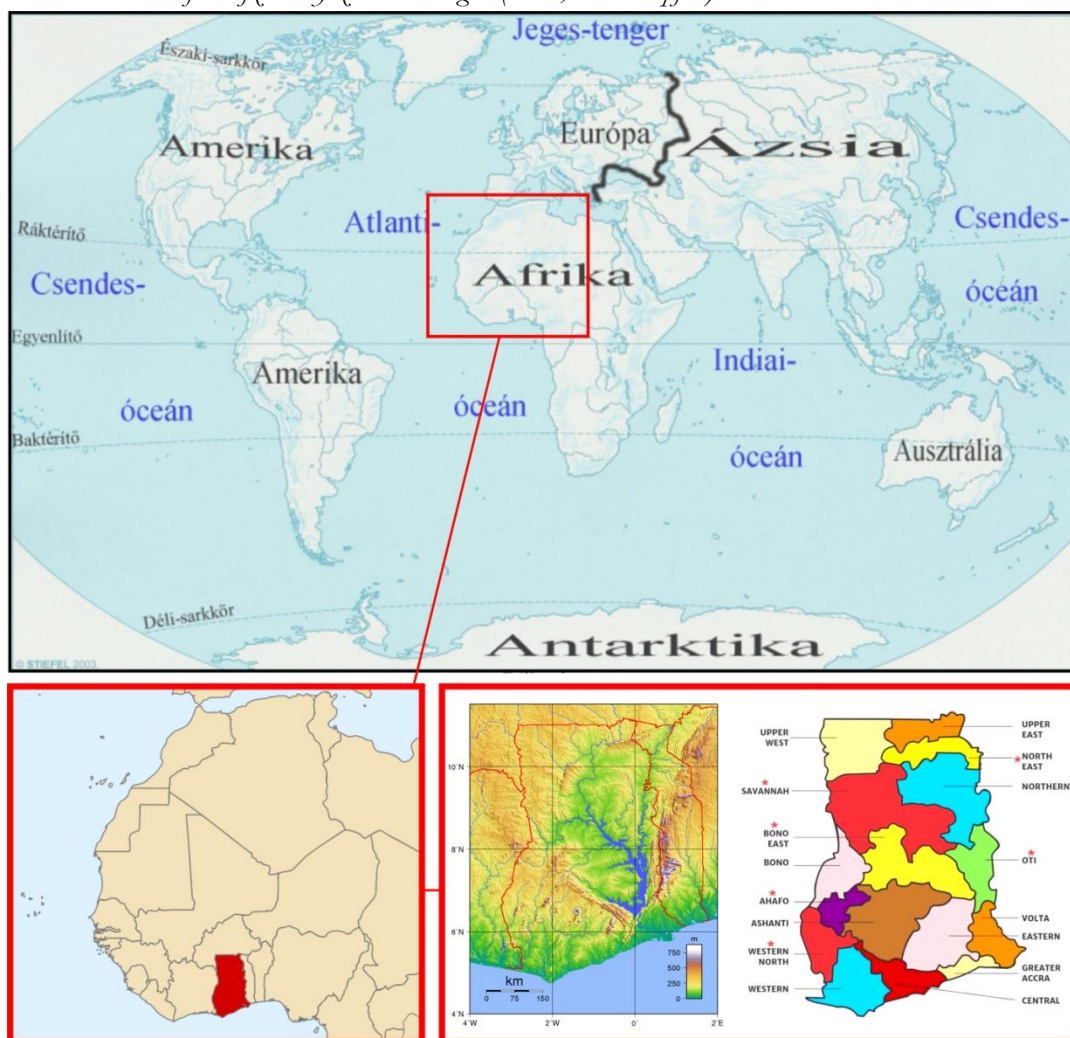 Jeges-tenger
Északi-sarkkör
Amerika
Európa
Ázsia
Atlanti-
Csendes-
Ráktérítő
Afrika
Csendes-
óceán
Egyenlítő
Indiai-
Amerika
óceán
óceán
Baktérítő
Ausztrália
óceán
Déli-sarkkör
Antarktika
© STIEFEL 2003.
10˚N
8˚N
6˚N
4˚N
4˚W
2˚W
0˚
2˚E
km
0 75 150
m
750
500
250
0
UPPER
WEST
* SAVANNAH
*
BONO
EAST
BONO
*
AHAFO
ASHANTI
*
WESTERN
NORTH
WESTERN
UPPER
EAST
* NORTH
EAST
NORTHERN
*
OTI
VOLTA
EASTERN
GREATER
ACCRA
CENTRAL